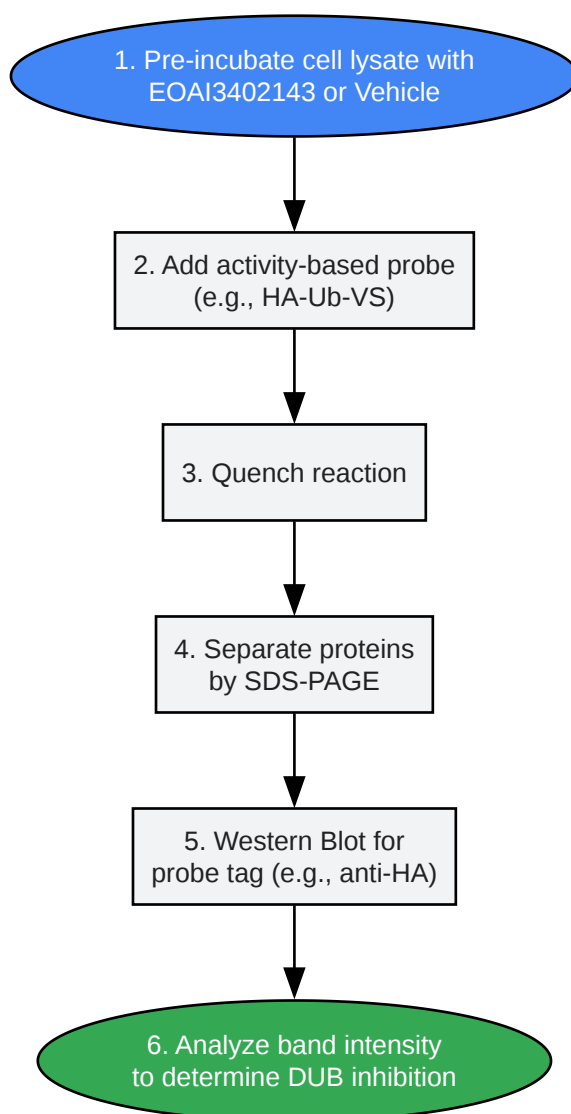 1. Pre-incubate cell lysate with
EOAI3402143 or Vehicle
2. Add activity-based probe
(e.g., HA-Ub-VS)
3. Quench reaction
4. Separate proteins
by SDS-PAGE
5. Western Blot for
probe tag (e.g., anti-HA)
6. Analyze band intensity
to determine DUB inhibition